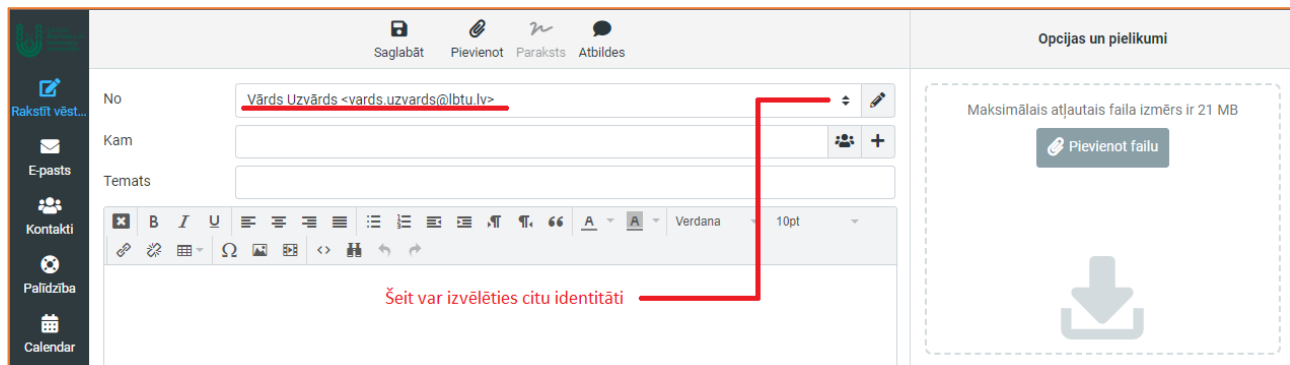 Saglabāt Pievienot Paraksts Atbildes
Opcijas un pielikumi
Rakstīt vēst...
E-pasts
Kontakti
Palīdzība
Calendar
No Vārds Uzvārds <vards.uzvards@lbtu.lv>
Kam
Temats
B I U A A Verdana 10pt
Ω
Šeit var izvēlēties citu identitāti
Maksimālais atļautais faila izmērs ir 21 MB
Pievienot failu